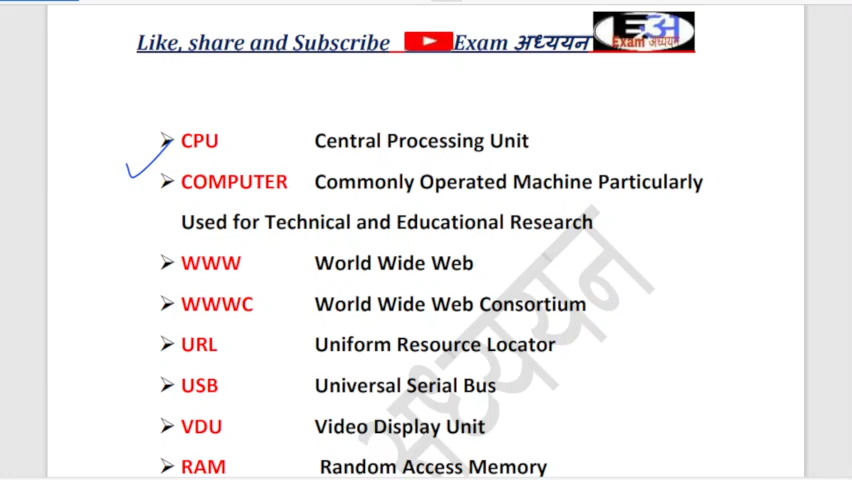 Like, share and Subscribe Exam अध्ययन
Exam अध्ययन
CPU Central Processing Unit
COMPUTER Commonly Operated Machine Particularly
Used for Technical and Educational Research
WWW World Wide Web
WWWC World Wide Web Consortium
URL Uniform Resource Locator
USB Universal Serial Bus
VDU Video Display Unit
RAM Random Access Memory
अध्ययन